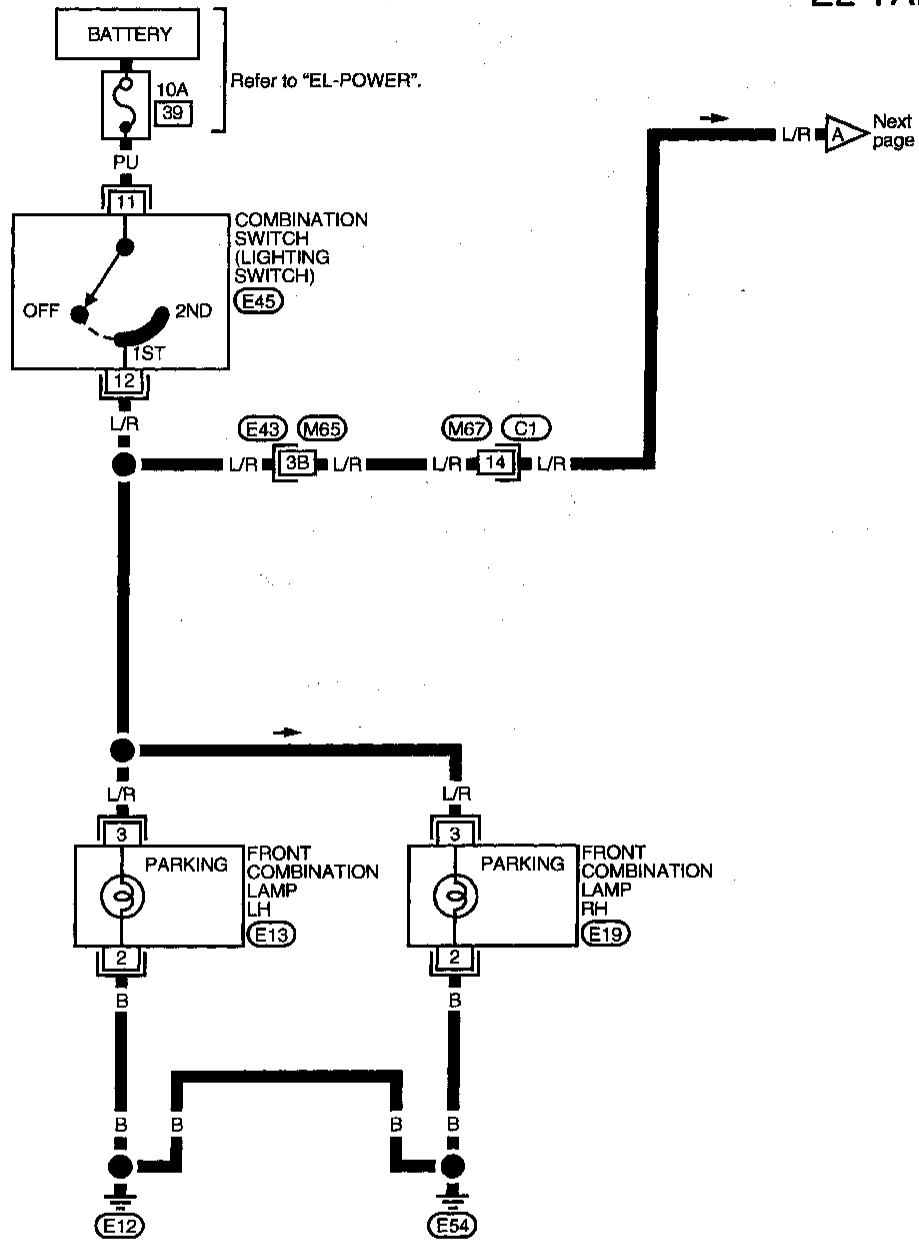 BATTERY
10A
39
Refer to "EL-POWER".
PU
11
COMBINATION
SWITCH
(LIGHTING
SWITCH)
E45
OFF
2ND
1ST
12
L/R
L/R
A
Next
page
E43
M65
M67
C1
L/R
3B
L/R
L/R
14
L/R
L/R
L/R
3
3
PARKING
FRONT
COMBINATION
LAMP
LH
E13
PARKING
FRONT
COMBINATION
LAMP
RH
E19
2
2
B
B
B
B
B
B
E12
E54